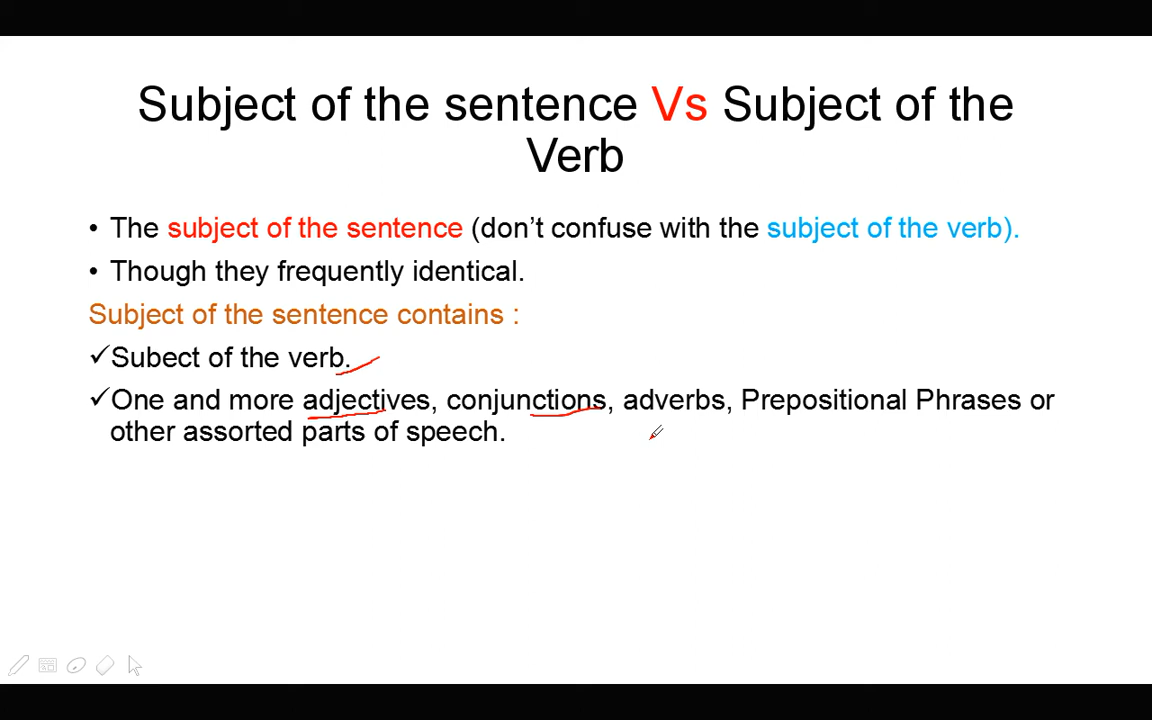 Subject of the sentence Vs Subject of the
Verb
• The subject of the sentence (don’t confuse with the subject of the verb).
• Though they frequently identical.
Subject of the sentence contains :
✓Subect of the verb.
✓One and more adjectives, conjunctions, adverbs, Prepositional Phrases or
other assorted parts of speech.